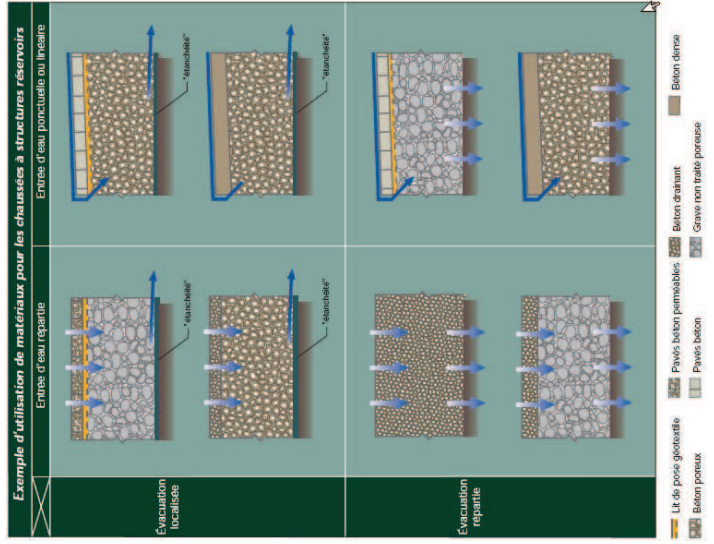 Exemple d'utilisation de matériaux pour les chaussées à structures réservoirs
Entrée d'eau répartie
Entrée d'eau ponctuelle ou linéaire
Évacuation
localisée
"étanchéité"
"étanchéité"
"étanchéité"
"étanchéité"
Évacuation
répartie
Lit de pose géotextile
Pavés béton perméables
Béton drainant
Béton dense
Béton poreux
Pavés béton
Grave non traité poreuse